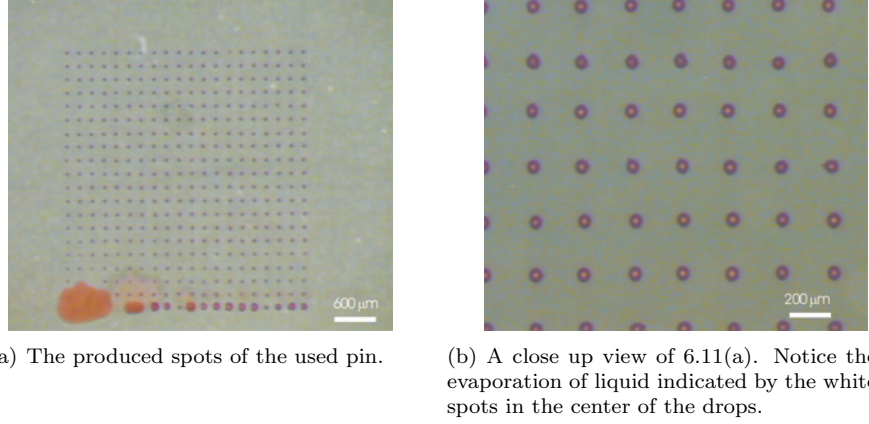 600 μm
200 μm
a) The produced spots of the used pin.
(b) A close up view of 6.11(a). Notice the
evaporation of liquid indicated by the white
spots in the center of the drops.